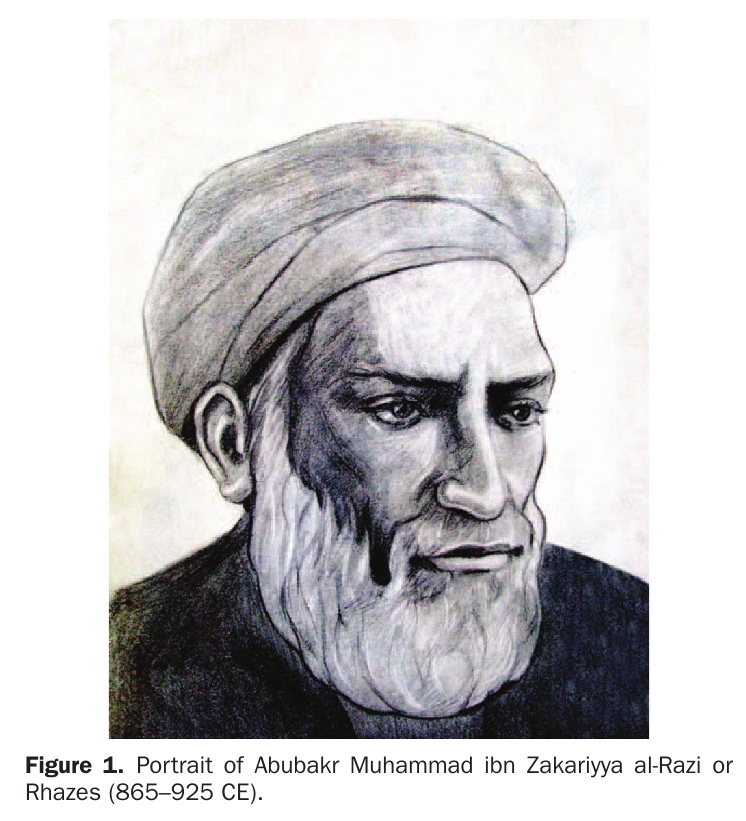 Figure 1. Portrait of Abubakr Muhammad ibn Zakariyya al-Razi or
Rhazes (865–925 CE).